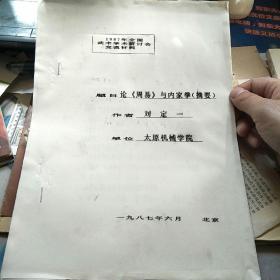 1987年全国
武术学术研讨会
交流材料
题目 论《周易》与内家拳(摘要)
作者 刘定一
单位 太原机械学院
一九八七年六月 北京